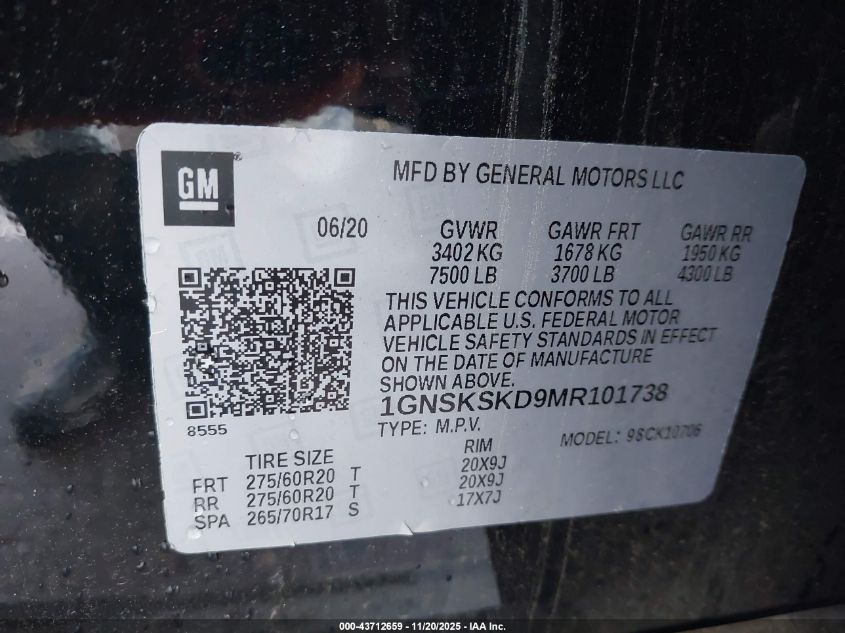 GM ®
MFD BY GENERAL MOTORS LLC
06/20 GVWR GAWR FRT GAWR RR
3402 KG 1678 KG 1950 KG
7500 LB 3700 LB 4300 LB
THIS VEHICLE CONFORMS TO ALL
APPLICABLE U.S. FEDERAL MOTOR
VEHICLE SAFETY STANDARDS IN EFFECT
ON THE DATE OF MANUFACTURE
SHOWN ABOVE.
1GNSKSKD9MR101738
8555
TYPE: M.P.V. MODEL: 98CK10706
TIRE SIZE RIM
FRT 275/60R20 T 20X9J
RR 275/60R20 T 20X9J
SPA 265/70R17 S 17X7J
000-43712659 - 11/20/2025 - IAA Inc.